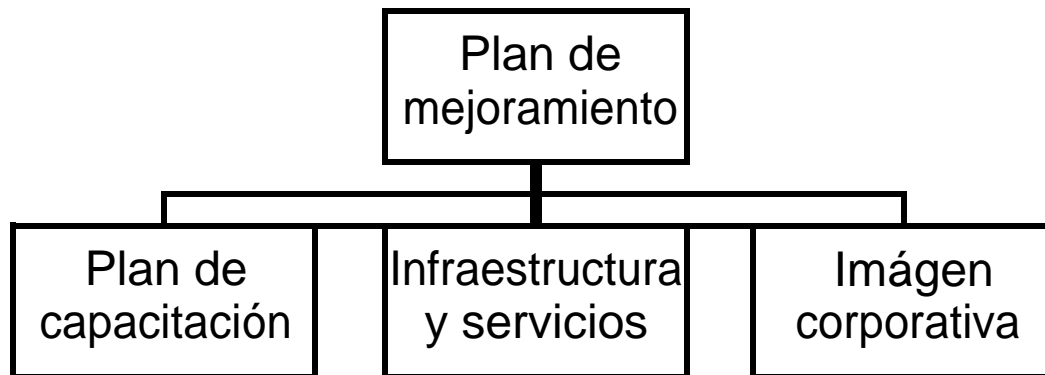 Plan de
mejoramiento
Plan de
capacitación
Infraestructura
y servicios
Imágen
corporativa